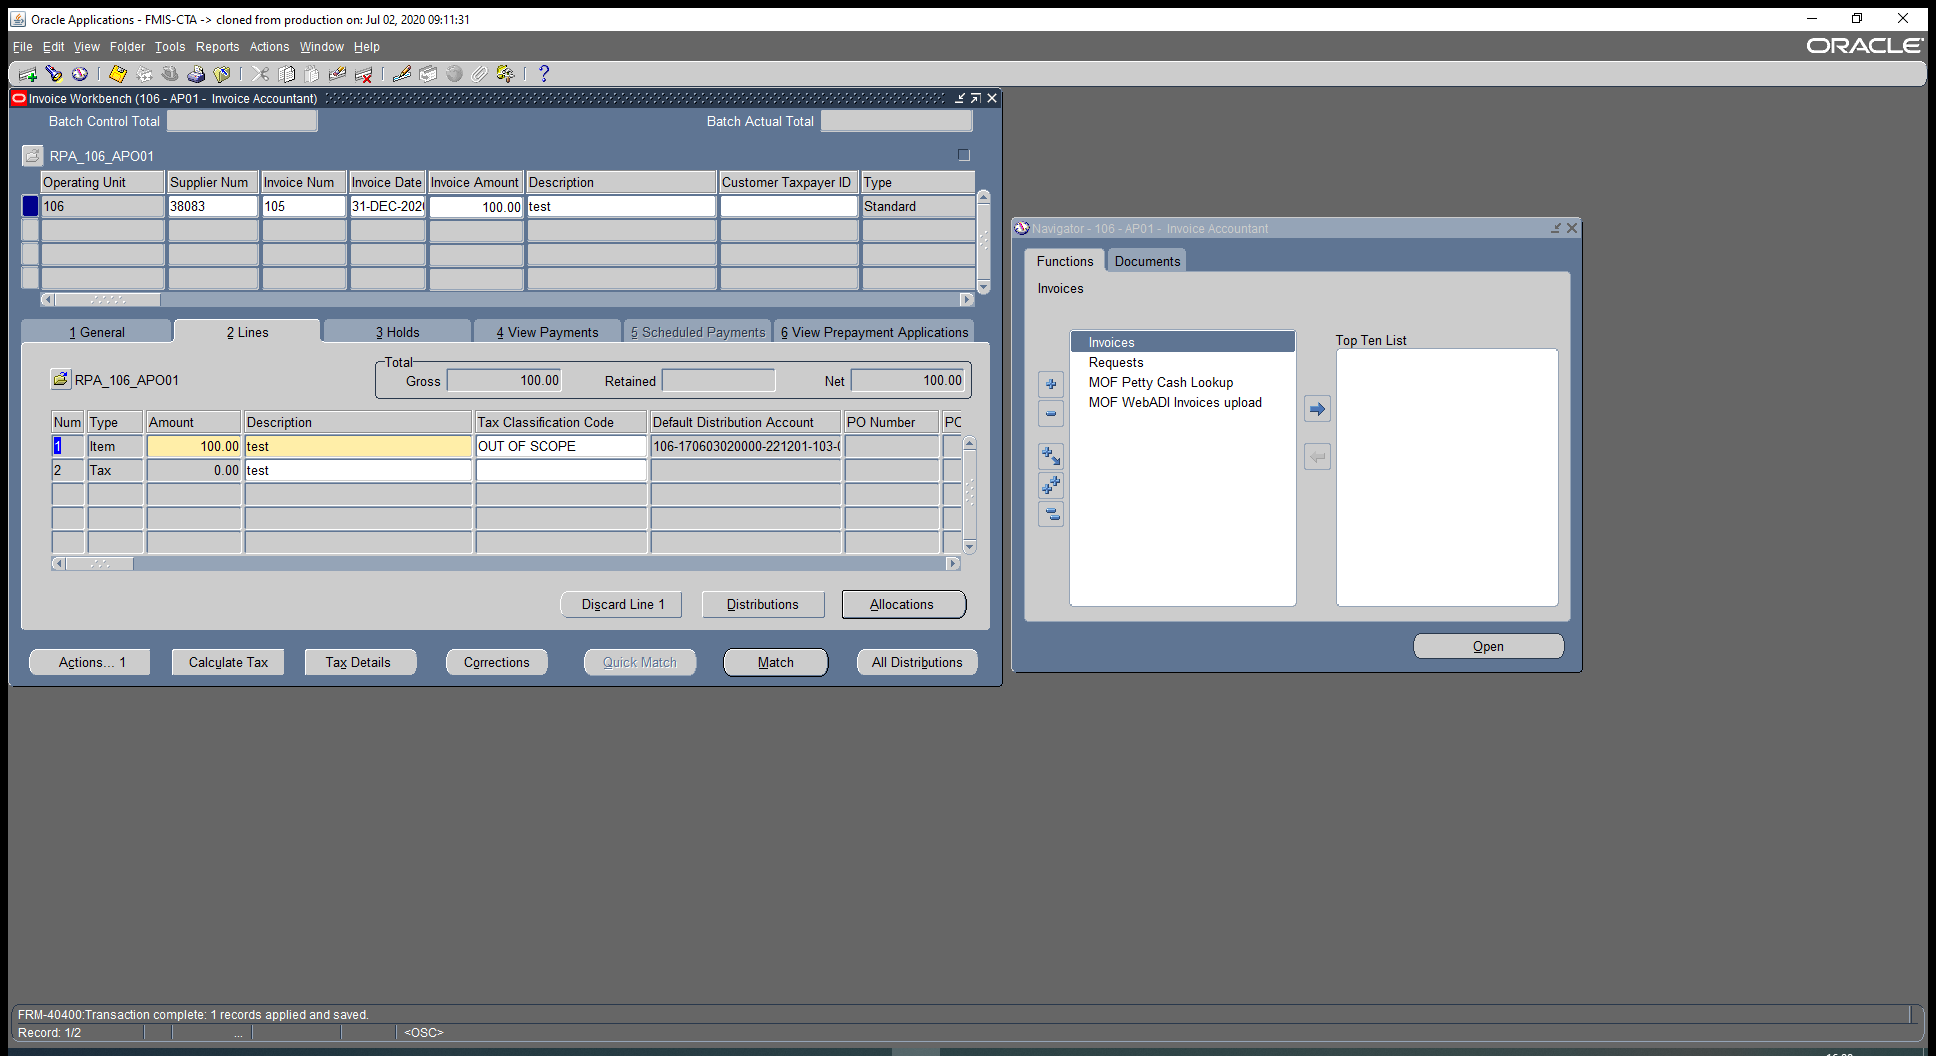 Oracle Applications - FMIS-CTA -> cloned from production on: Jul 02, 2020 09:11:31
File Edit View Folder Tools Reports Actions Window Help
ORACLE
Invoice Workbench (106 - AP01 - Invoice Accountant)
Batch Control Total
Batch Actual Total
RPA_106_APO01
Operating Unit Supplier Num Invoice Num Invoice Date Invoice Amount Description Customer Taxpayer ID Type
106 38083 105 31-DEC-202 100.00 test Standard
1 General 2 Lines 3 Holds 4 View Payments 5 Scheduled Payments 6 View Prepayment Applications
RPA_106_APO01
Total
Gross 100.00 Retained Net 100.00
Num Type Amount Description Tax Classification Code Default Distribution Account PO Number PO
1 Item 100.00 test OUT OF SCOPE 106-170603020000-221201-103-0
2 Tax 0.00 test
Discard Line 1 Distributions Allocations
Actions... 1 Calculate Tax Tax Details Corrections Quick Match Match All Distributions
Navigator - 106 - AP01 - Invoice Accountant
Functions Documents
Invoices
Invoices
Requests
MOF Petty Cash Lookup
MOF WebADI Invoices upload
Top Ten List
Open
FRM-40400:Transaction complete: 1 records applied and saved.
Record: 1/2 ... <OSC>